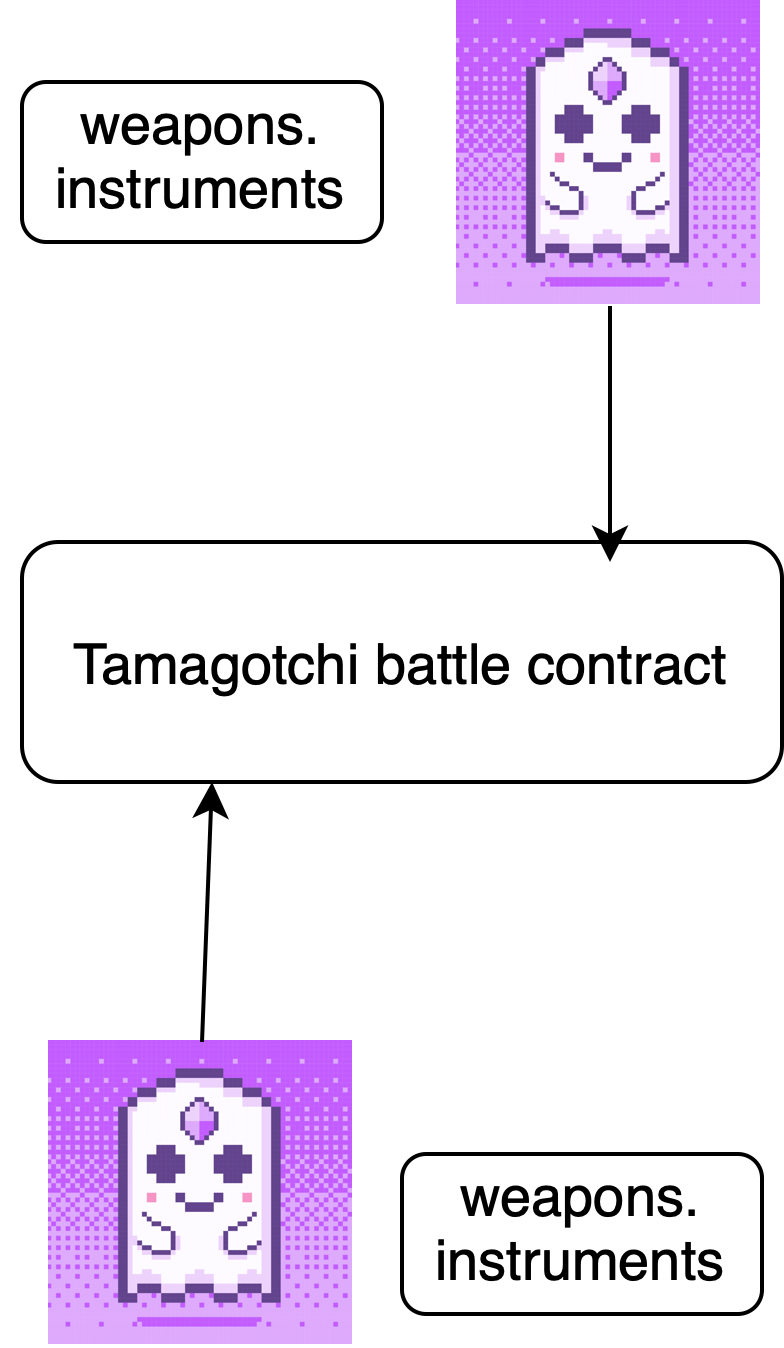 weapons.
instruments
Tamagotchi battle contract
weapons.
instruments